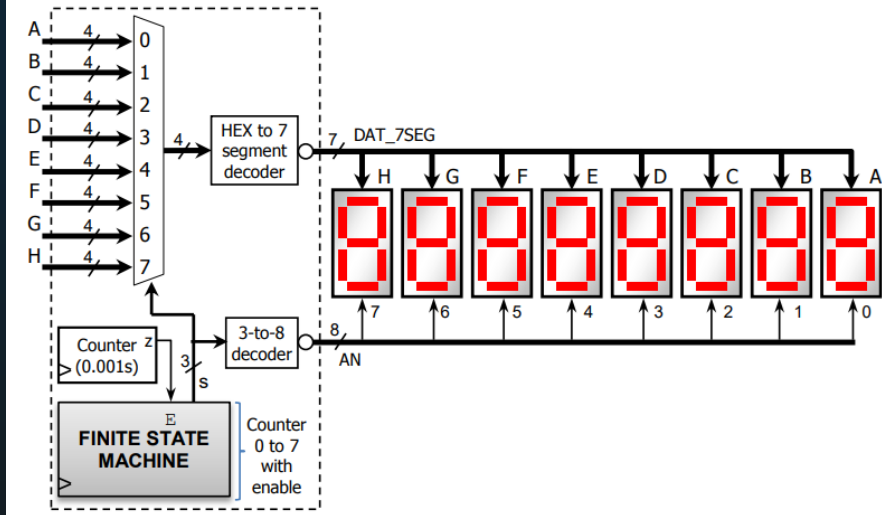 A 4 0
B 4 1
C 4 2
D 4 3
E 4 4
F 4 5
G 4 6
H 4 7
4
HEX to 7
segment
decoder
7 DAT_7SEG
H G F E D C B A
7 6 5 4 3 2 1 0
3-to-8
decoder
8
AN
Counter z
(0.001s)
3
s
E
FINITE STATE
MACHINE
Counter
0 to 7
with
enable